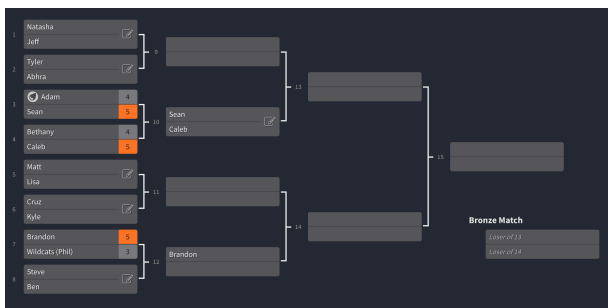 1
Natasha
Jeff
2
Tyler
Abhra
3
Adam 4
Sean 5
4
Bethany 4
Caleb 5
5
Matt
Lisa
6
Cruz
Kyle
7
Brandon 5
Wildcats (Phil) 3
8
Steve
Ben
9
10
Sean
Caleb
11
12
Brandon
13
14
15
Bronze Match
Loser of 13
Loser of 14